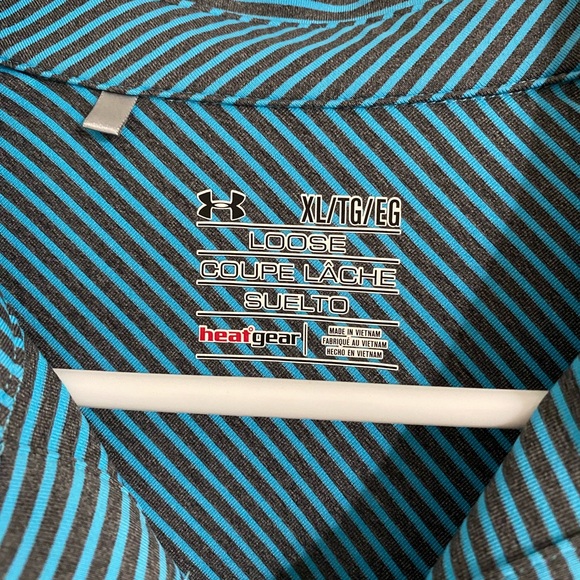 XL/TG/EG
LOOSE
COUPE LÂCHE
SUELTO
heatgear
MADE IN VIETNAM
FABRIQUÉ AU VIETNAM
HECHO EN VIETNAM